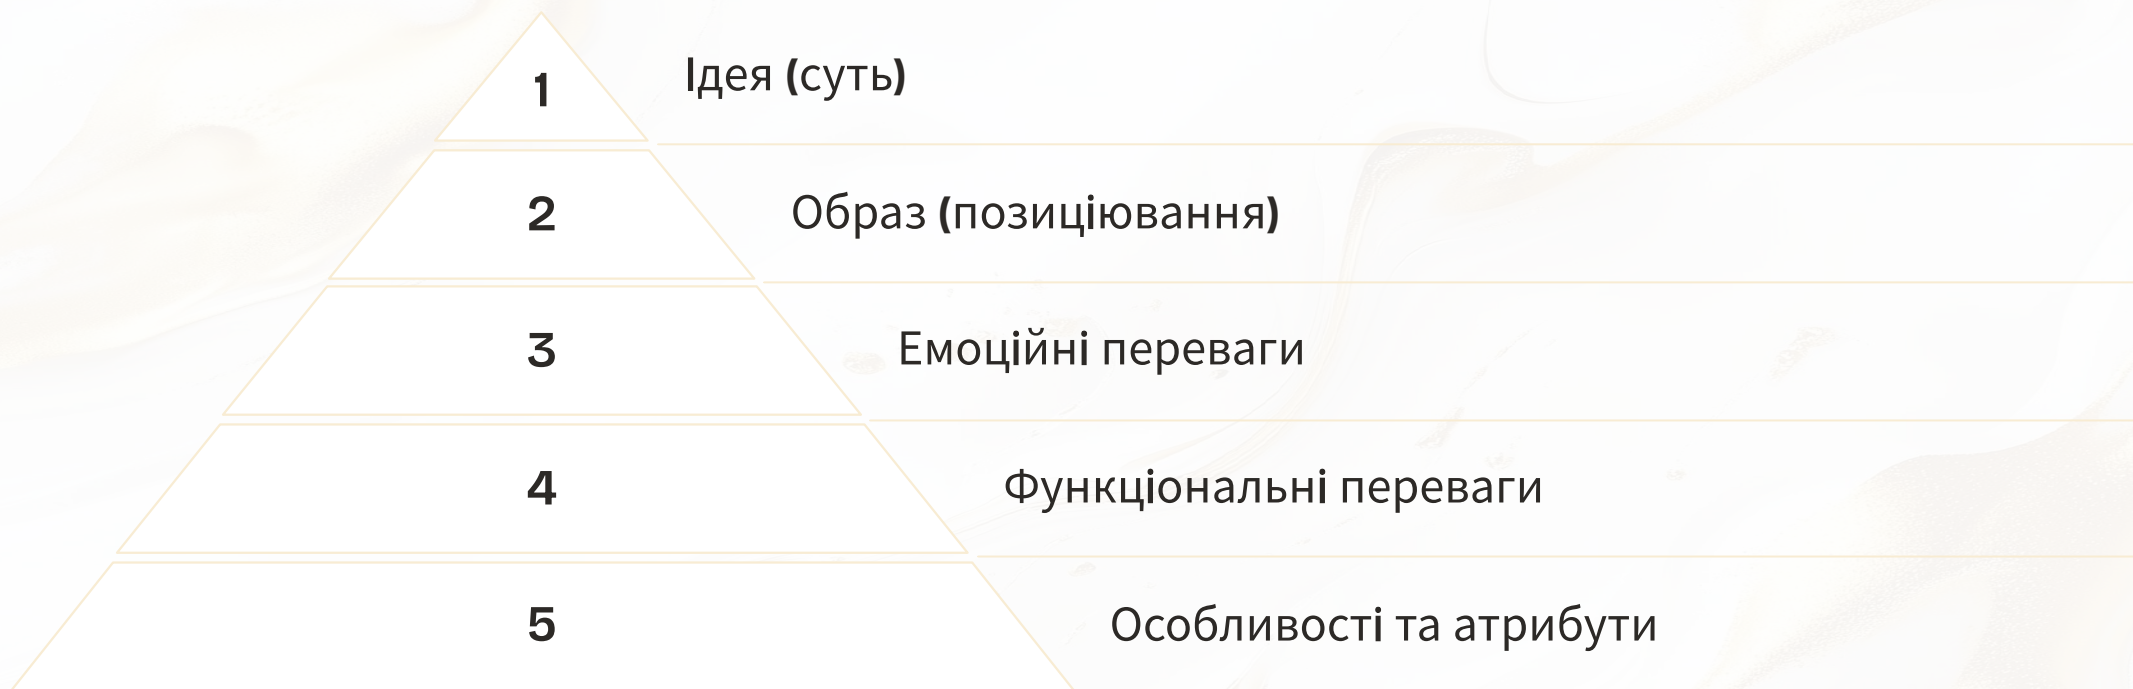 1
Ідея (суть)
2
Образ (позиціювання)
3
Емоційні переваги
4
Функціональні переваги
5
Особливості та атрибути